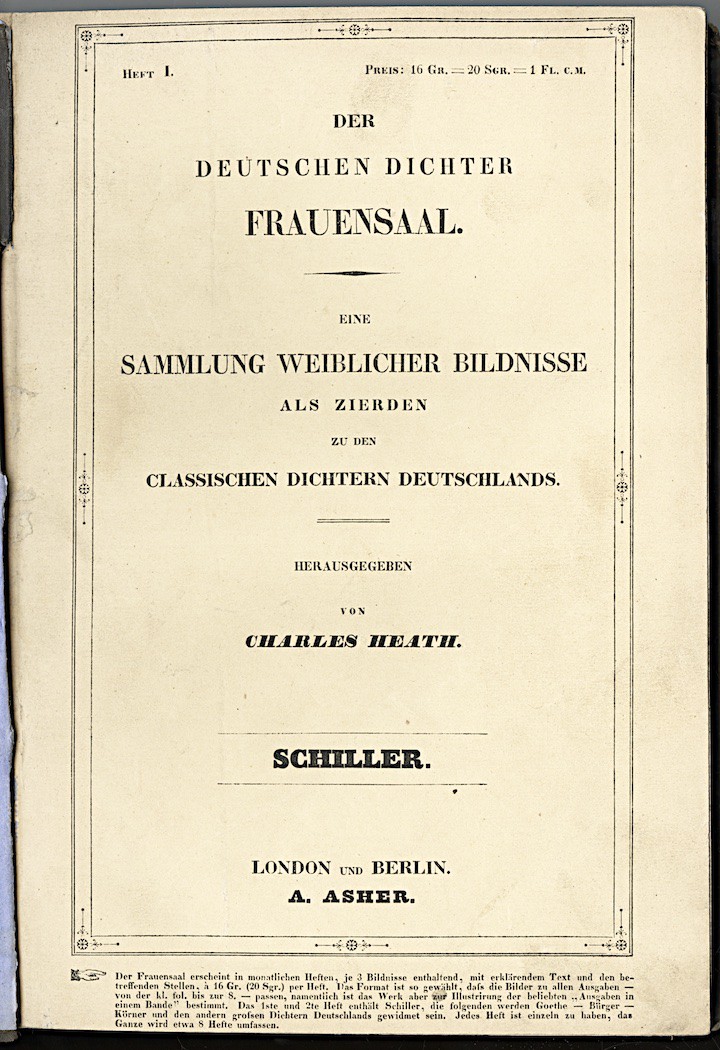 HEFT I.
PREIS: 16 GR. = 20 SGR. = 1 FL. C.M.
DER
DEUTSCHEN DICHTER
FRAUENSAAL.
EINE
SAMMLUNG WEIBLICHER BILDNISSE
ALS ZIERDEN
ZU DEN
CLASSISCHEN DICHTERN DEUTSCHLANDS.
HERAUSGEGEBEN
VON
CHARLES HEATH.
SCHILLER.
LONDON UND BERLIN.
A. ASHER.
Der Frauensaal erscheint in monatlichen Heften, je 3 Bildnisse enthaltend, mit erklärendem Text und den be-
treffenden Stellen, à 16 Gr. (20 Sgr.) per Heft. Das Format ist so gewählt, dafs die Bilder zu allen Ausgaben —
von der kl. fol. bis zur 8. — passen, namentlich ist das Werk aber zur Illustrirung der beliebten „Ausgaben in
einem Bande” bestimmt. Das 1ste und 2te Heft enthält Schiller, die folgenden werden Goethe — Bürger —
Körner und den andern grofsen Dichtern Deutschlands gewidmet sein. Jedes Heft ist einzeln zu haben, das
Ganze wird etwa 8 Hefte umfassen.